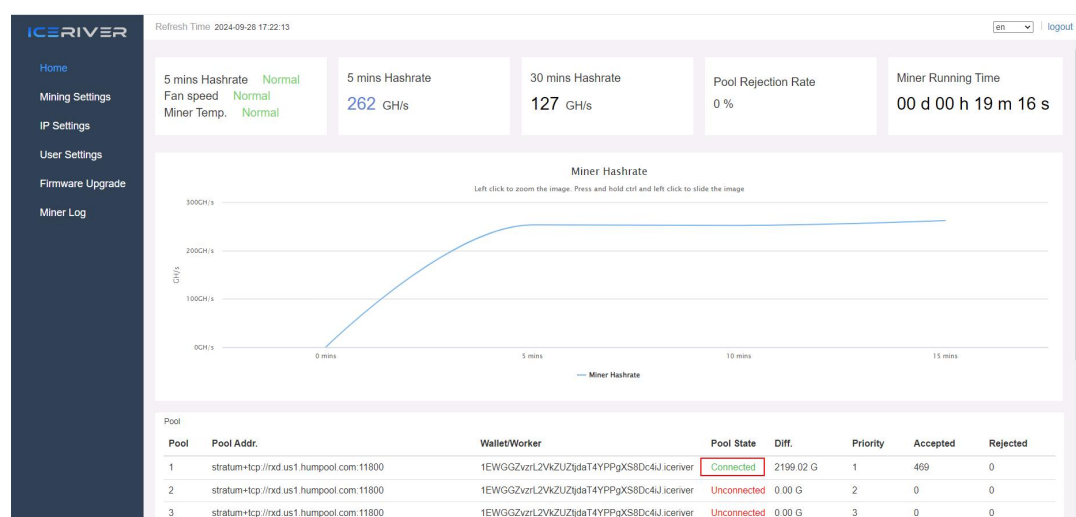 ICERIVER
Refresh Time 2024-09-28 17:22:13
en
logout
Home
Mining Settings
IP Settings
User Settings
Firmware Upgrade
Miner Log
5 mins Hashrate Normal
Fan speed Normal
Miner Temp. Normal
5 mins Hashrate
262 GH/s
30 mins Hashrate
127 GH/s
Pool Rejection Rate
0 %
Miner Running Time
00 d 00 h 19 m 16 s
Miner Hashrate
Left click to zoom the image. Press and hold ctrl and left click to slide the image
300GH/s
200GH/s
100GH/s
0GH/s
GH/s
0 mins 5 mins 10 mins 15 mins
Miner Hashrate
Pool
Pool Pool Addr. Wallet/Worker Pool State Diff. Priority Accepted Rejected
1 stratum+tcp://rxd.us1.humpool.com:11800 1EWGGZvzrL2VkZUZtjdaT4YPPgXS8Dc4iJ.iceriver Connected 2199.02 G 1 469 0
2 stratum+tcp://rxd.us1.humpool.com:11800 1EWGGZvzrL2VkZUZtjdaT4YPPgXS8Dc4iJ.iceriver Unconnected 0.00 G 2 0 0
3 stratum+tcp://rxd.us1.humpool.com:11800 1EWGGZvzrL2VkZUZtjdaT4YPPgXS8Dc4iJ.iceriver Unconnected 0.00 G 3 0 0